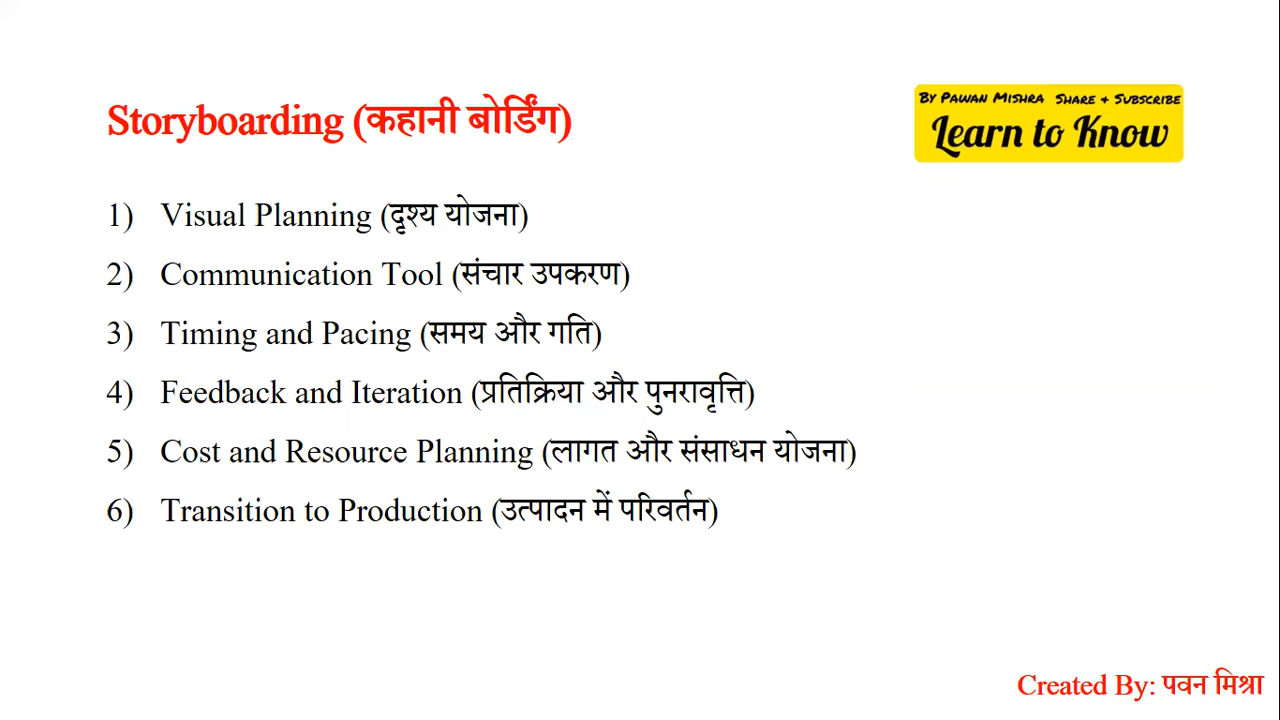 Storyboarding (कहानी बोर्डिंग)
By Pawan Mishra Share & Subscribe
Learn to Know
1) Visual Planning (दृश्य योजना)
2) Communication Tool (संचार उपकरण)
3) Timing and Pacing (समय और गति)
4) Feedback and Iteration (प्रतिक्रिया और पुनरावृत्ति)
5) Cost and Resource Planning (लागत और संसाधन योजना)
6) Transition to Production (उत्पादन में परिवर्तन)
Created By: पवन मिश्रा